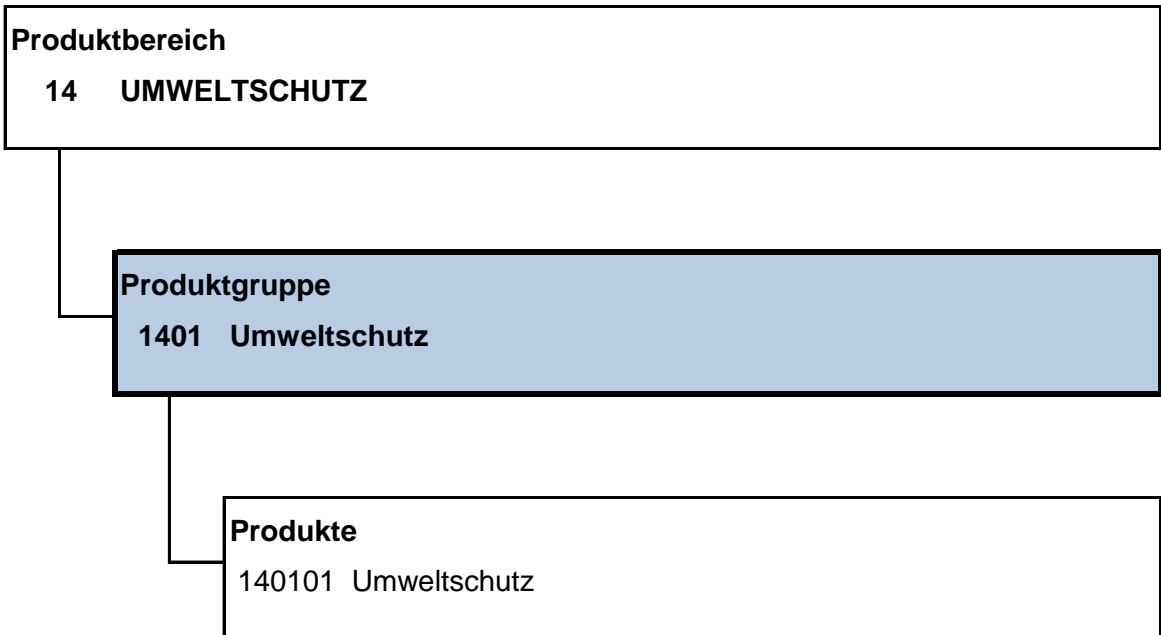 Produktbereich
14 UMWELTSCHUTZ
Produktgruppe
1401 Umweltschutz
Produkte
140101 Umweltschutz